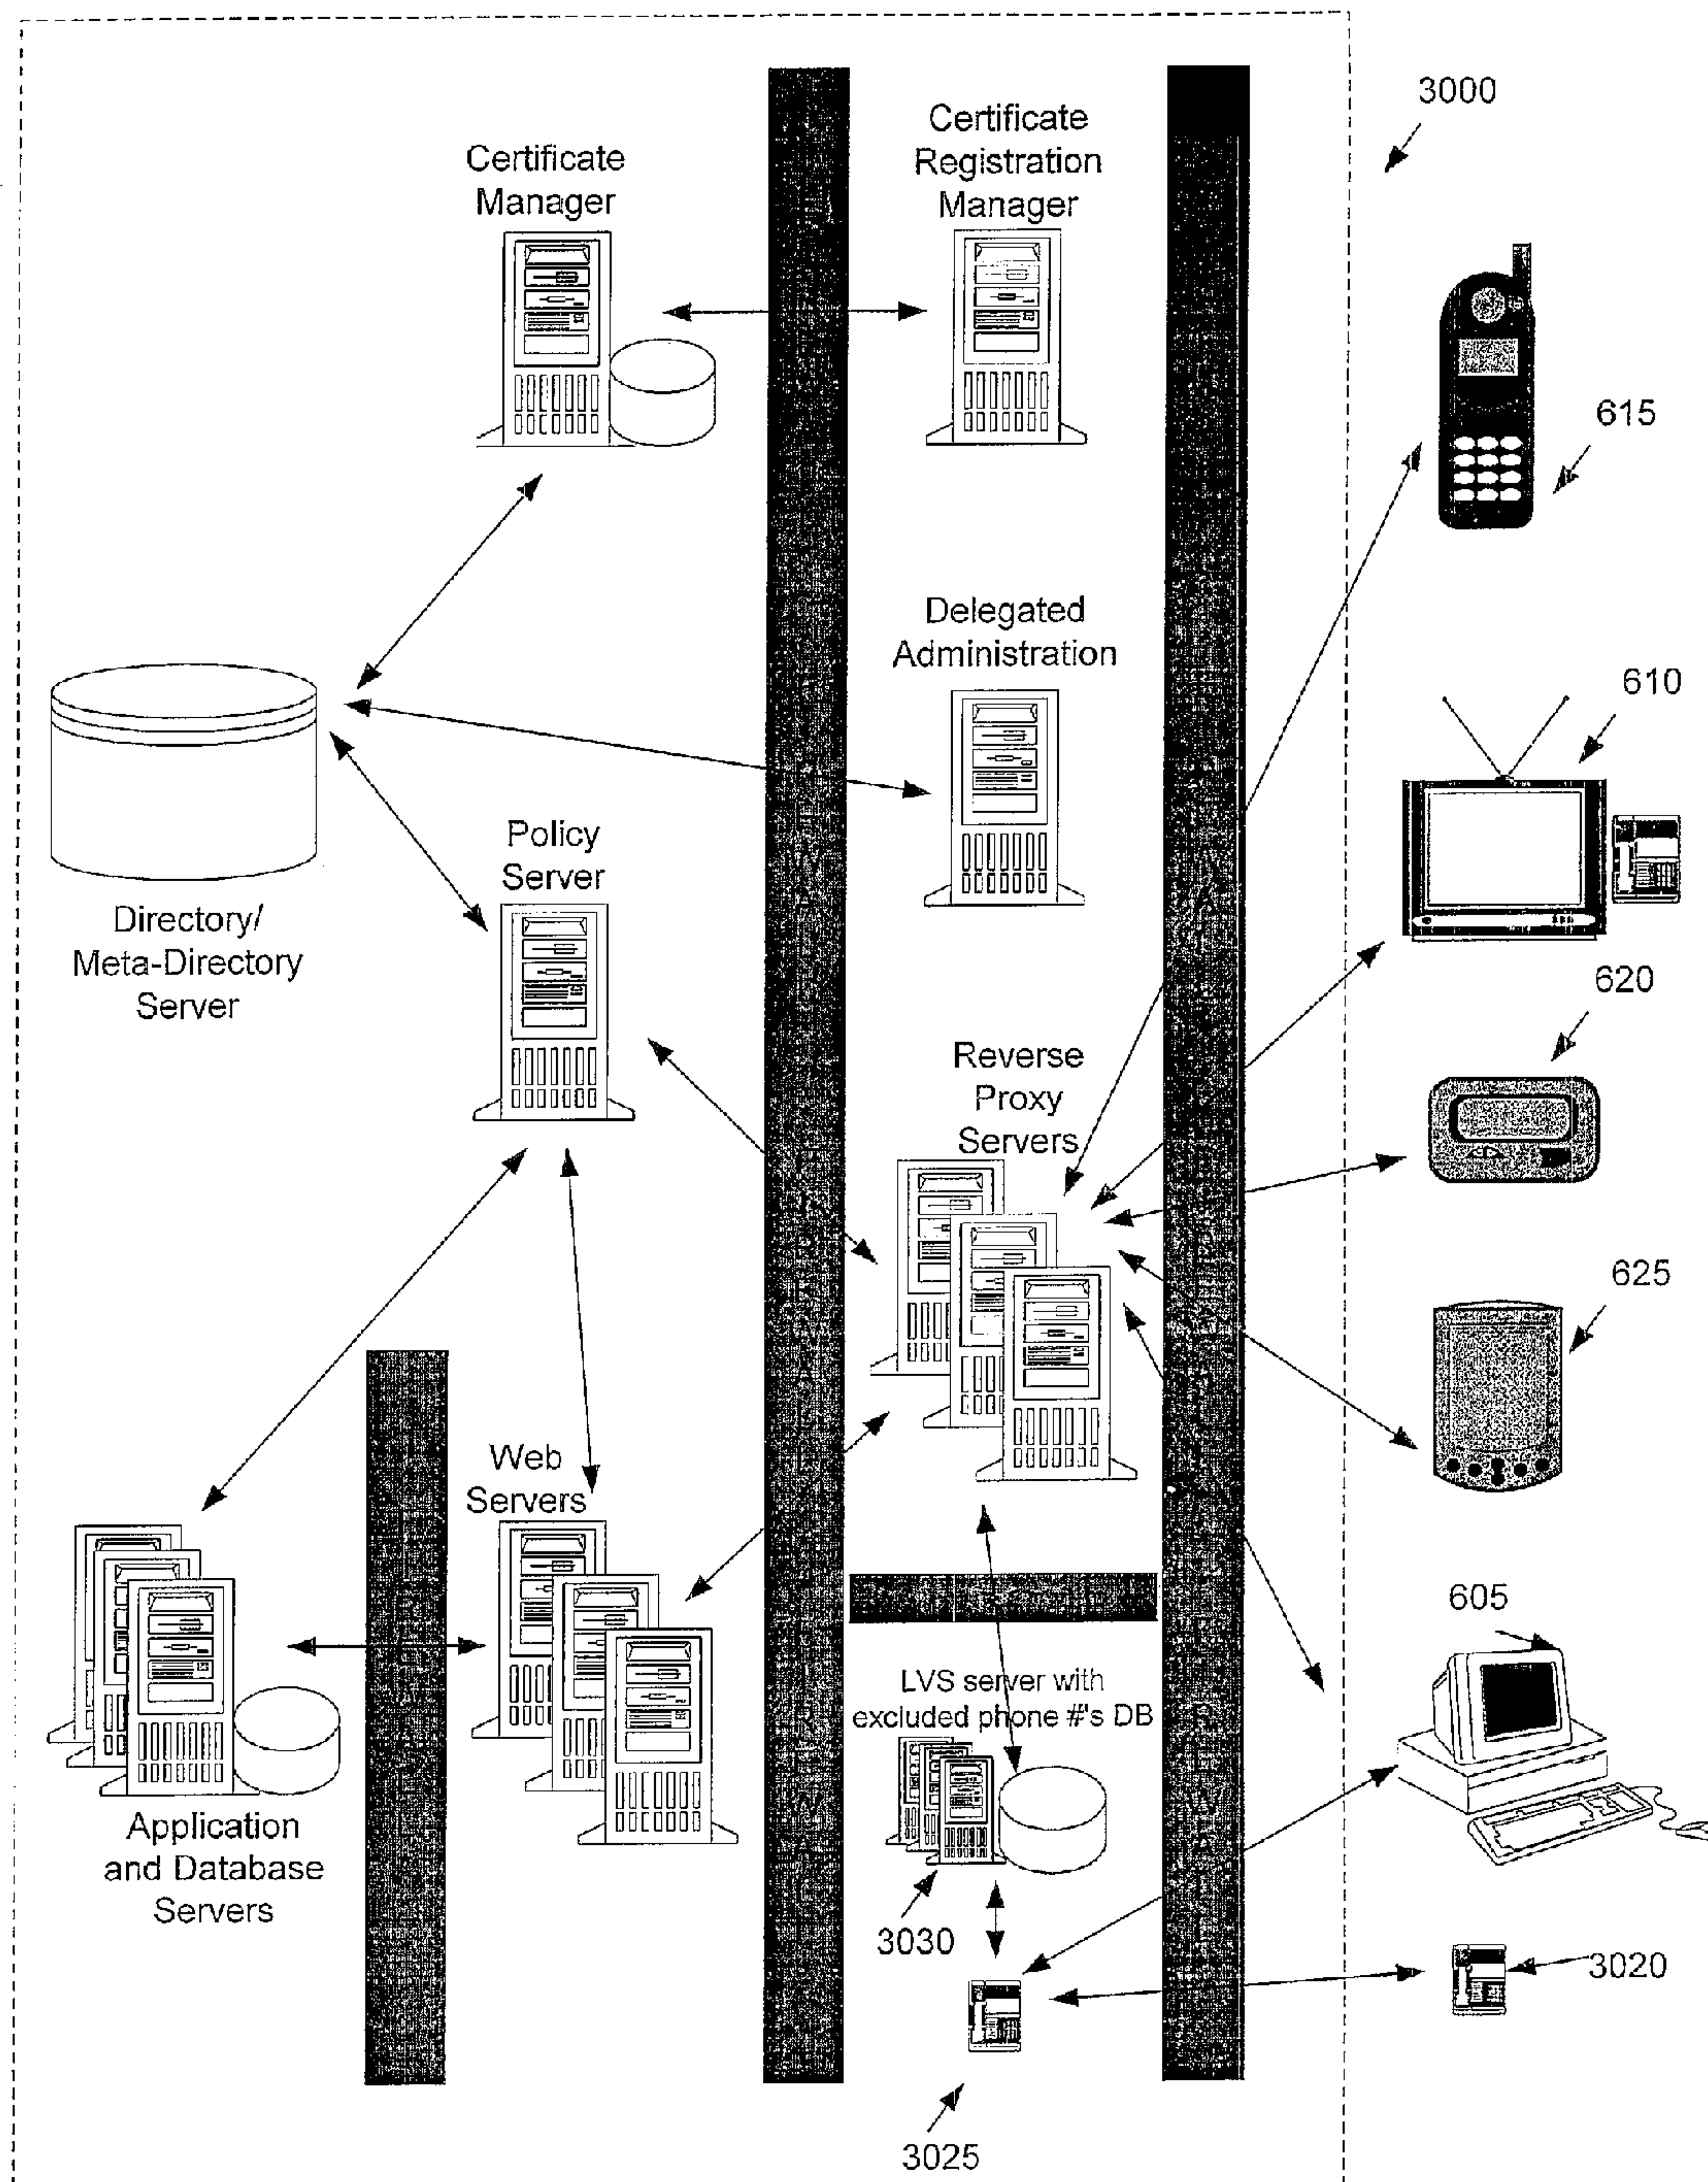 3000
Certificate
Manager
Certificate
Registration
Manager
615
Delegated
Administration
610
Policy
Server
Directory/
Meta-Directory
Server
620
Reverse
Proxy
Servers
625
Web
Servers
605
LVS server with
excluded phone #'s DB
Application
and Database
Servers
3030
3020
3025